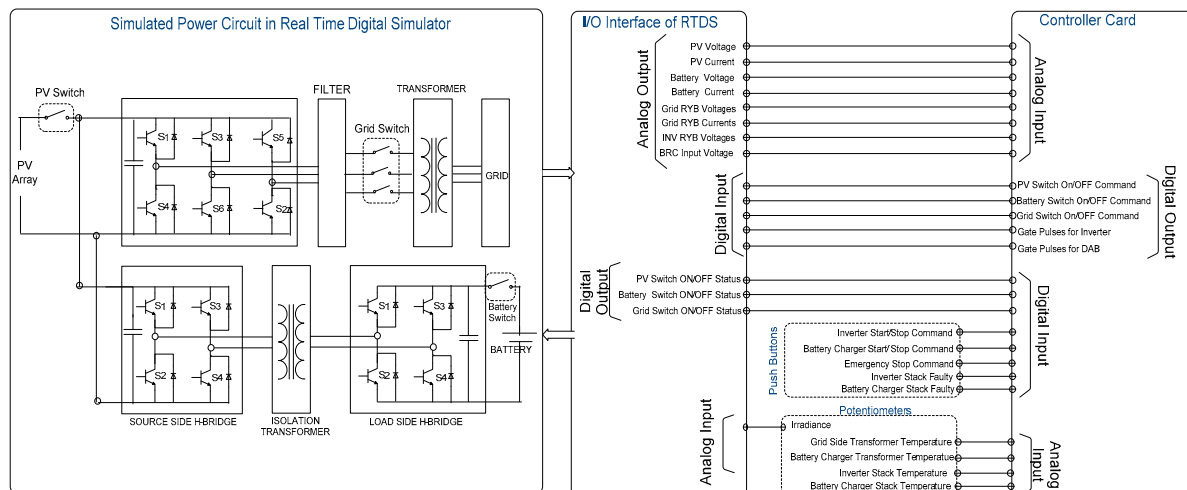 Simulated Power Circuit in Real Time Digital Simulator
PV Switch
PV
Array
S1
S3
S5
S4
S6
S2
FILTER
Grid Switch
TRANSFORMER
GRID
S1
S3
S2
S4
SOURCE SIDE H-BRIDGE
ISOLATION
TRANSFORMER
S1
S3
S2
S4
LOAD SIDE H-BRIDGE
Battery
Switch
BATTERY
I/O Interface of RTDS
Analog Output
PV Voltage
PV Current
Battery Voltage
Battery Current
Grid RYB Voltages
Grid RYB Currents
INV RYB Voltages
BRC Input Voltage
Digital Input
Digital
Output
PV Switch ON/OFF Status
Battery Switch ON/OFF Status
Grid Switch ON/OFF Status
Push Buttons
Inverter Start/Stop Command
Battery Charger Start/Stop Command
Emergency Stop Command
Inverter Stack Faulty
Battery Charger Stack Faulty
Analog Input
Potentiometers
Irradiance
Grid Side Transformer Temperature
Battery Charger Transformer Temperatue
Inverter Stack Temperature
Battery Charger Stack Temperature
Controller Card
Analog Input
PV Switch On/OFF Command
Battery Switch On/OFF Command
Grid Switch On/OFF Command
Gate Pulses for Inverter
Gate Pulses for DAB
Digital Output
Digital Input
Analog
Input